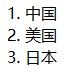 1. 中国
2. 美国
3. 日本